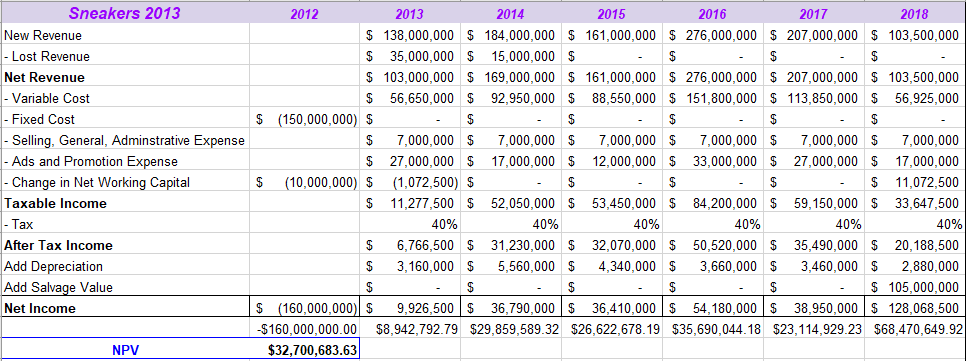 Sneakers 2013 2012 2013 2014 2015 2016 2017 2018
New Revenue $ 138,000,000 $ 184,000,000 $ 161,000,000 $ 276,000,000 $ 207,000,000 $ 103,500,000
- Lost Revenue $ 35,000,000 $ 15,000,000 $ - $ - $ - $ -
Net Revenue $ 103,000,000 $ 169,000,000 $ 161,000,000 $ 276,000,000 $ 207,000,000 $ 103,500,000
- Variable Cost $ 56,650,000 $ 92,950,000 $ 88,550,000 $ 151,800,000 $ 113,850,000 $ 56,925,000
- Fixed Cost $ (150,000,000) $ - $ - $ - $ - $ - $ -
- Selling, General, Adminstrative Expense $ 7,000,000 $ 7,000,000 $ 7,000,000 $ 7,000,000 $ 7,000,000 $ 7,000,000
- Ads and Promotion Expense $ 27,000,000 $ 17,000,000 $ 12,000,000 $ 33,000,000 $ 27,000,000 $ 17,000,000
- Change in Net Working Capital $ (10,000,000) $ (1,072,500) $ - $ - $ - $ - $ 11,072,500
Taxable Income $ 11,277,500 $ 52,050,000 $ 53,450,000 $ 84,200,000 $ 59,150,000 $ 33,647,500
- Tax 40% 40% 40% 40% 40% 40%
After Tax Income $ 6,766,500 $ 31,230,000 $ 32,070,000 $ 50,520,000 $ 35,490,000 $ 20,188,500
Add Depreciation $ 3,160,000 $ 5,560,000 $ 4,340,000 $ 3,660,000 $ 3,460,000 $ 2,880,000
Add Salvage Value $ - $ - $ - $ - $ - $ 105,000,000
Net Income $ (160,000,000) $ 9,926,500 $ 36,790,000 $ 36,410,000 $ 54,180,000 $ 38,950,000 $ 128,068,500
-$160,000,000.00 $8,942,792.79 $29,859,589.32 $26,622,678.19 $35,690,044.18 $23,114,929.23 $68,470,649.92
NPV $32,700,683.63